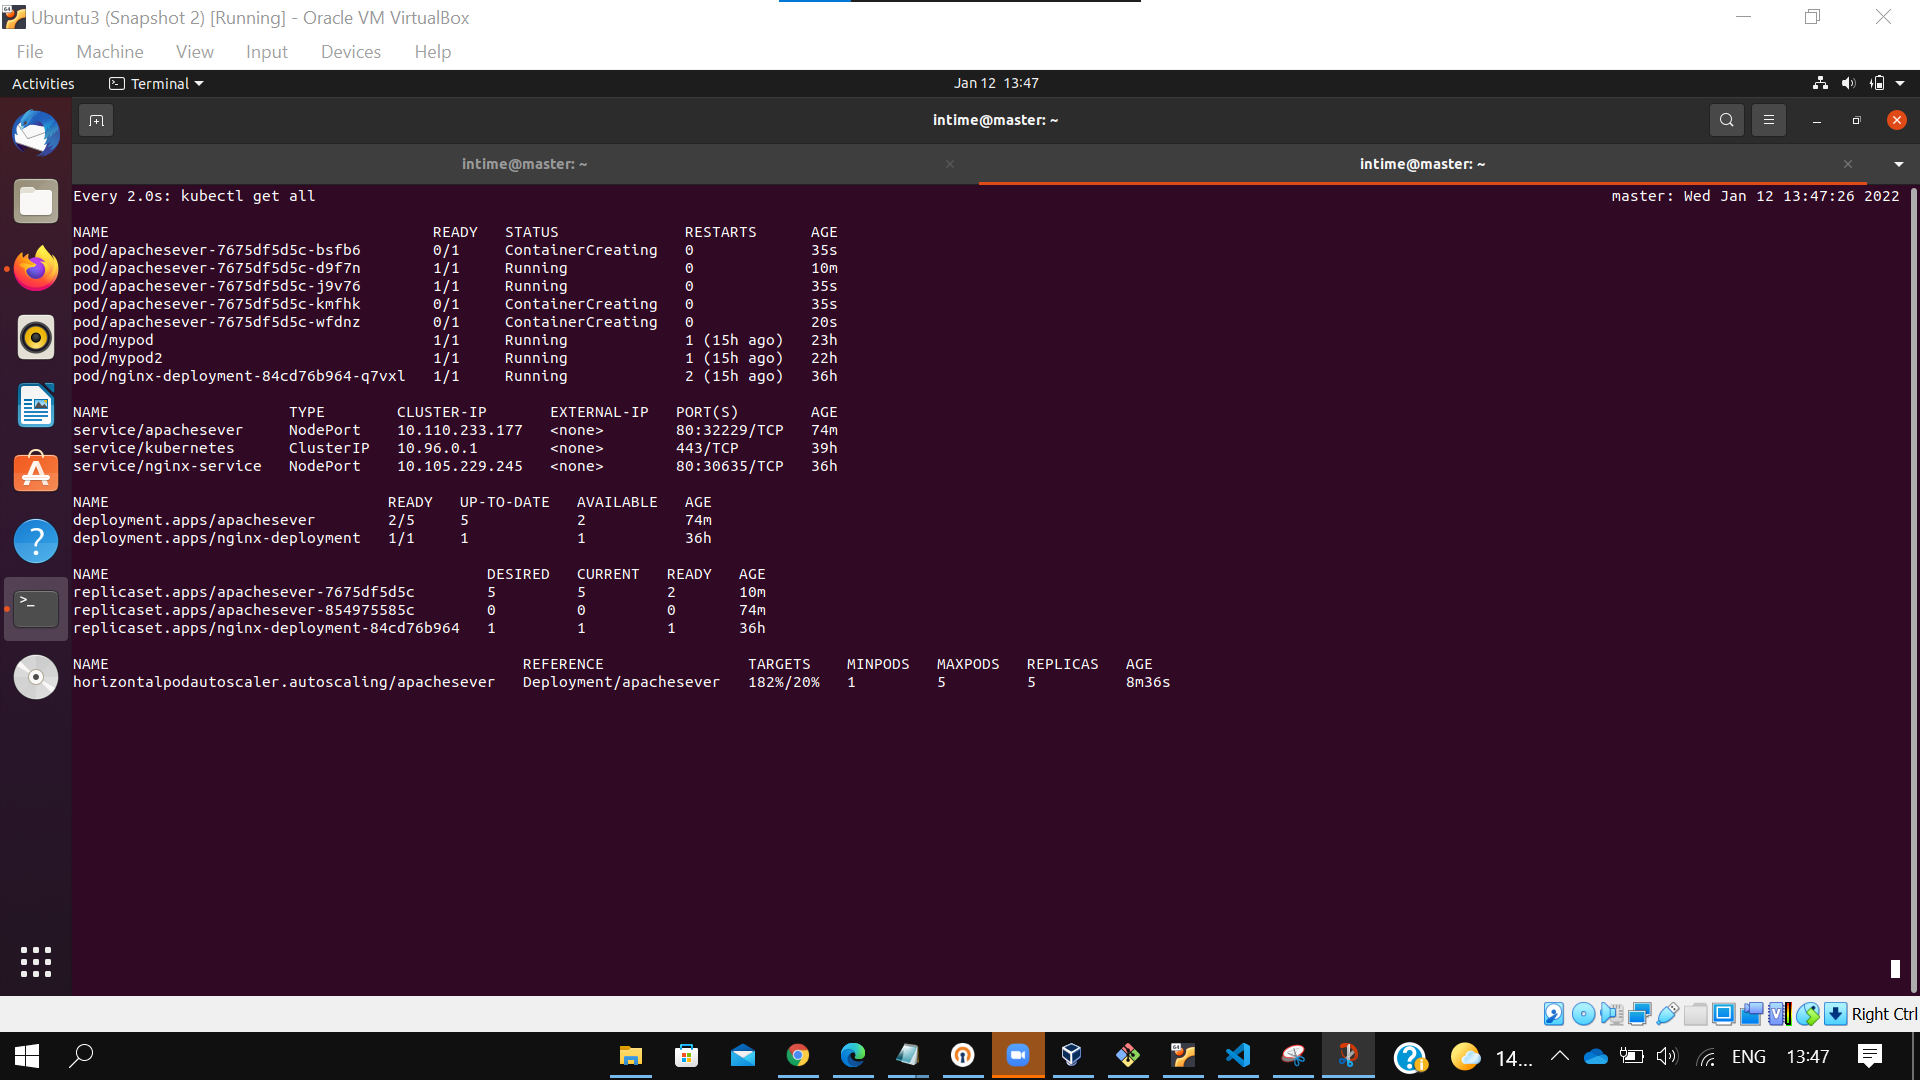 Ubuntu3 (Snapshot 2) [Running] - Oracle VM VirtualBox
File Machine View Input Devices Help
Activities Terminal Jan 12 13:47
intime@master: ~
intime@master: ~ intime@master: ~
Every 2.0s: kubectl get all master: Wed Jan 12 13:47:26 2022
NAME READY STATUS RESTARTS AGE
pod/apachesever-7675df5d5c-bsfb6 0/1 ContainerCreating 0 35s
pod/apachesever-7675df5d5c-d9f7n 1/1 Running 0 10m
pod/apachesever-7675df5d5c-j9v76 1/1 Running 0 35s
pod/apachesever-7675df5d5c-kmfhk 0/1 ContainerCreating 0 35s
pod/apachesever-7675df5d5c-wfdnz 0/1 ContainerCreating 0 20s
pod/mypod 1/1 Running 1 (15h ago) 23h
pod/mypod2 1/1 Running 1 (15h ago) 22h
pod/nginx-deployment-84cd76b964-q7vxl 1/1 Running 2 (15h ago) 36h
NAME TYPE CLUSTER-IP EXTERNAL-IP PORT(S) AGE
service/apachesever NodePort 10.110.233.177 <none> 80:32229/TCP 74m
service/kubernetes ClusterIP 10.96.0.1 <none> 443/TCP 39h
service/nginx-service NodePort 10.105.229.245 <none> 80:30635/TCP 36h
NAME READY UP-TO-DATE AVAILABLE AGE
deployment.apps/apachesever 2/5 5 2 74m
deployment.apps/nginx-deployment 1/1 1 1 36h
NAME DESIRED CURRENT READY AGE
replicaset.apps/apachesever-7675df5d5c 5 5 2 10m
replicaset.apps/apachesever-854975585c 0 0 0 74m
replicaset.apps/nginx-deployment-84cd76b964 1 1 1 36h
NAME REFERENCE TARGETS MINPODS MAXPODS REPLICAS AGE
horizontalpodautoscaler.autoscaling/apachesever Deployment/apachesever 182%/20% 1 5 5 8m36s
Right Ctrl
14... ENG 13:47